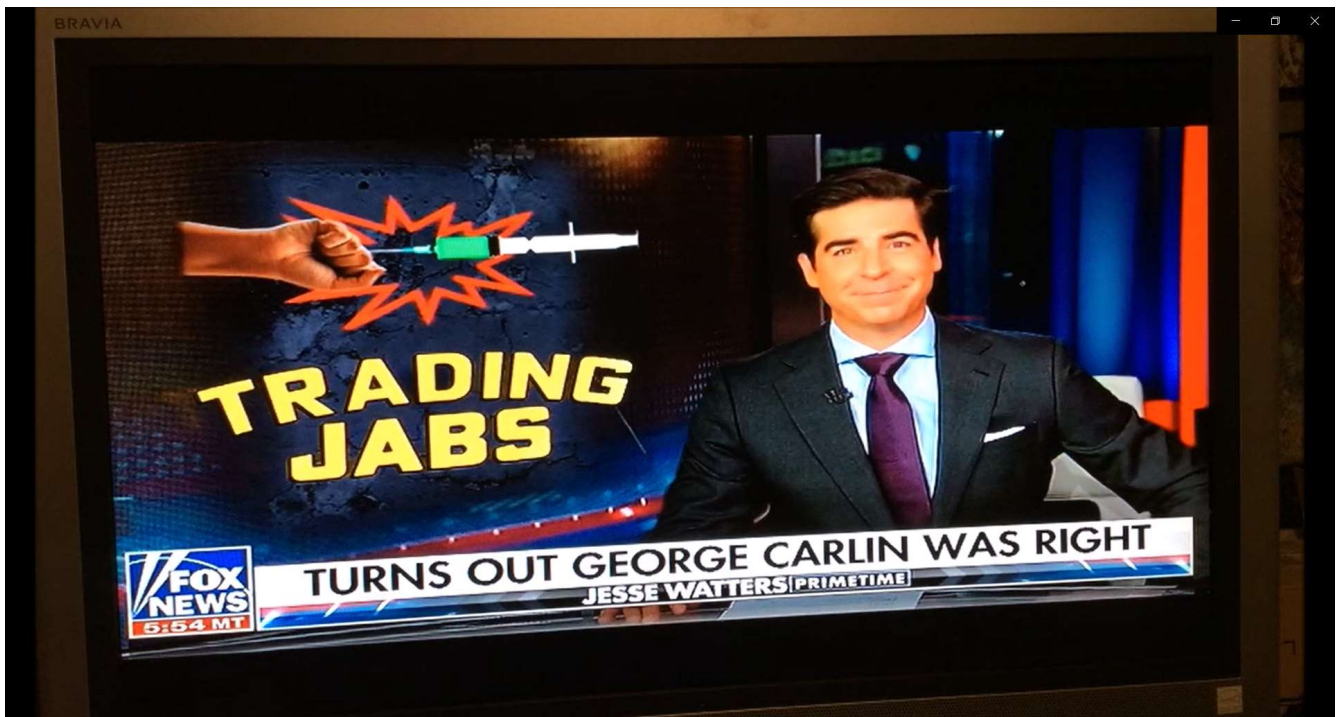 BRAVIA
TRADING
JABS
TURNS OUT GEORGE CARLIN WAS RIGHT
JESSE WATTERS PRIMETIME
FOX
NEWS
5:54 MT